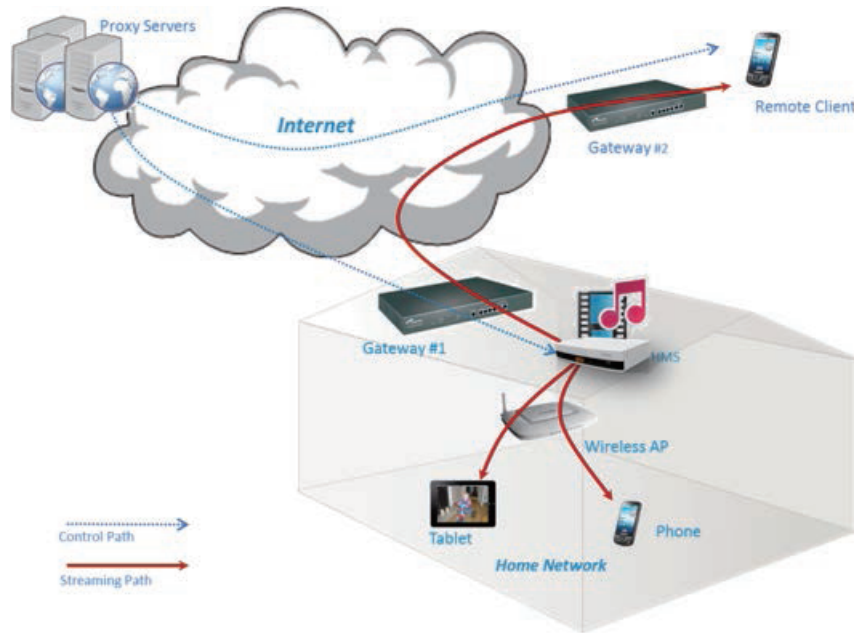 Proxy Servers
Internet
Remote Client
Gateway #2
Gateway #1
HMS
Wireless AP
Tablet
Phone
Home Network
Control Path
Streaming Path